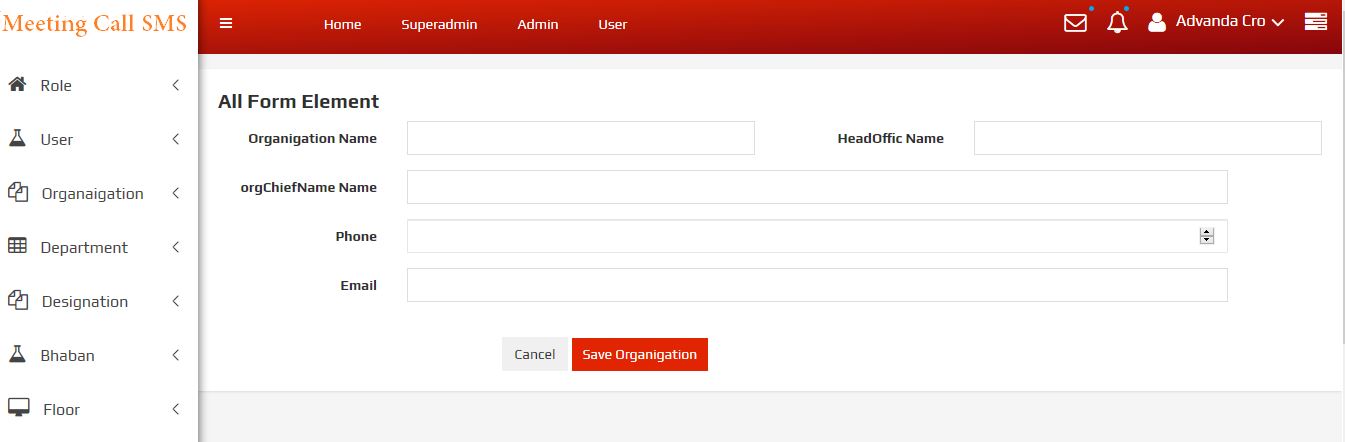 Meeting Call SMS
Home Superadmin Admin User Advanda Cro
Role
User
Organaigation
Department
Designation
Bhaban
Floor
All Form Element
Organigation Name HeadOffic Name
orgChiefName Name
Phone
Email
Cancel Save Organigation